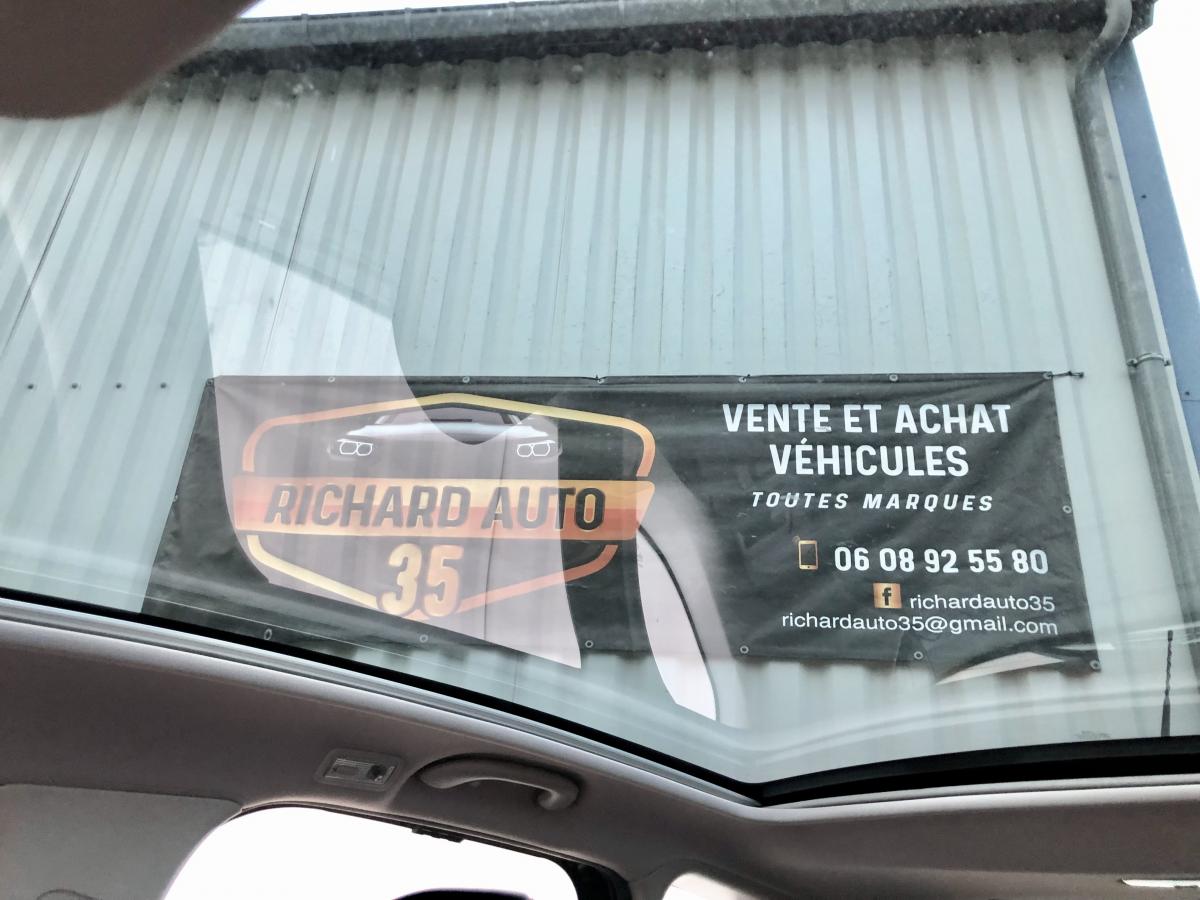 RICHARD AUTO
35
VENTE ET ACHAT
VÉHICULES
TOUTES MARQUES
06 08 92 55 80
f richardauto35
richardauto35@gmail.com